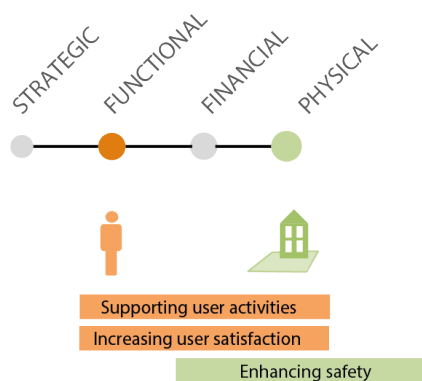 STRATEGIC
FUNCTIONAL
FINANCIAL
PHYSICAL
Supporting user activities
Increasing user satisfaction
Enhancing safety